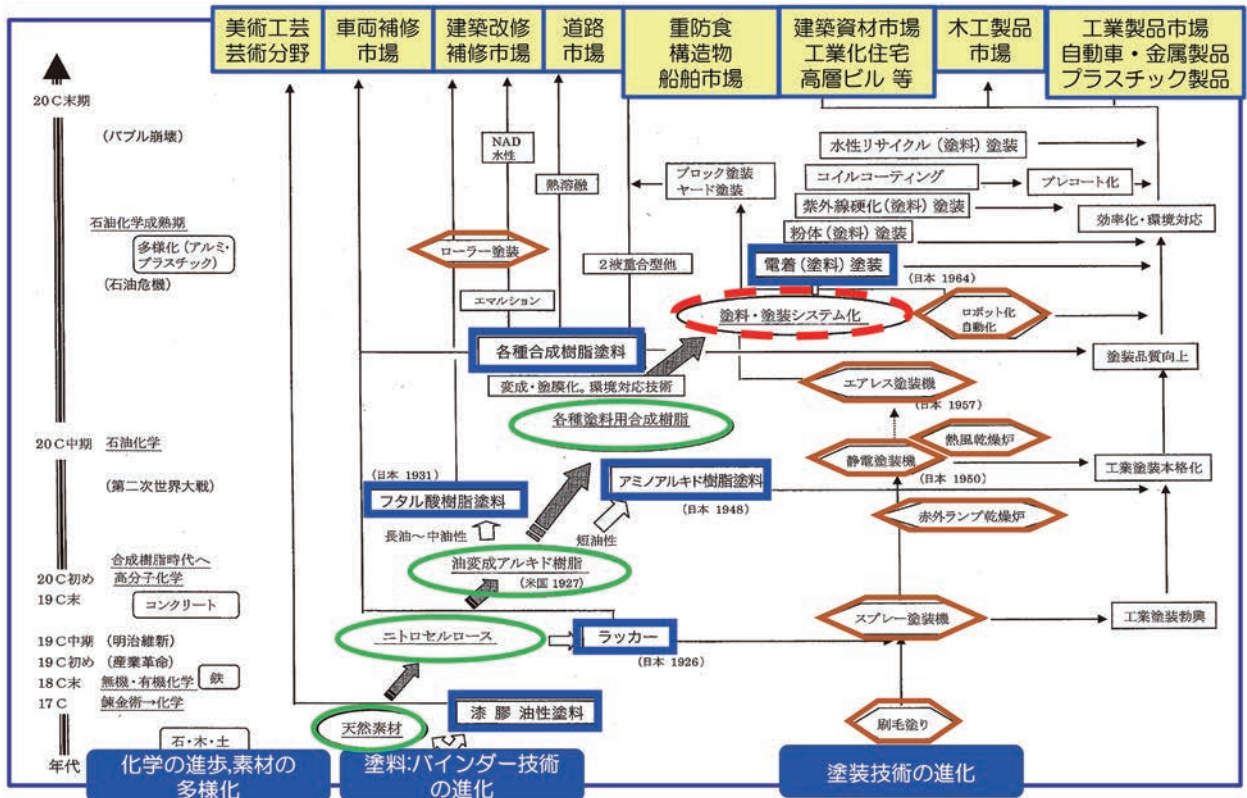 美術工芸
芸術分野
車両補修
市場
建築改修
補修市場
道路
市場
重防食
構造物
船舶市場
建築資材市場
工業化住宅
高層ビル 等
木工製品
市場
工業製品市場
自動車・金属製品
プラスチック製品
20C末期
(バブル崩壊)
NAD
水性
水性リサイクル(塗料)塗装
熱溶融
ブロック塗装
ヤード塗装
コイルコーティング
プレコート化
紫外線硬化(塗料)塗装
効率化・環境対応
石油化学成熟期
多様化(アルミ・
プラスチック)
(石油危機)
ローラー塗装
粉体(塗料)塗装
2液重合型他
電着(塗料)塗装
(日本 1964)
エマルション
塗料・塗装システム化
ロボット化
自動化
各種合成樹脂塗料
塗装品質向上
変成・塗膜化。環境対応技術
エアレス塗装機
(日本 1957)
各種塗料用合成樹脂
20C中期
石油化学
熱風乾燥炉
静電塗装機
(日本 1950)
工業塗装本格化
(日本 1931)
(第二次世界大戦)
フタル酸樹脂塗料
アミノアルキド樹脂塗料
(日本 1948)
赤外ランプ乾燥炉
長油~中油性
短油性
合成樹脂時代へ
20C初め
高分子化学
油変成アルキド樹脂
(米国 1927)
19C末
コンクリート
スプレー塗装機
工業塗装勃興
19C中期
(明治維新)
ニトロセルロース
ラッカー
(日本 1926)
19C初め
(産業革命)
18C末
無機・有機化学
鉄
17C
錬金術→化学
天然素材
漆 膠 油性塗料
刷毛塗り
石・木・土
年代
化学の進歩,素材の
多様化
塗料:バインダー技術
の進化
塗装技術の進化